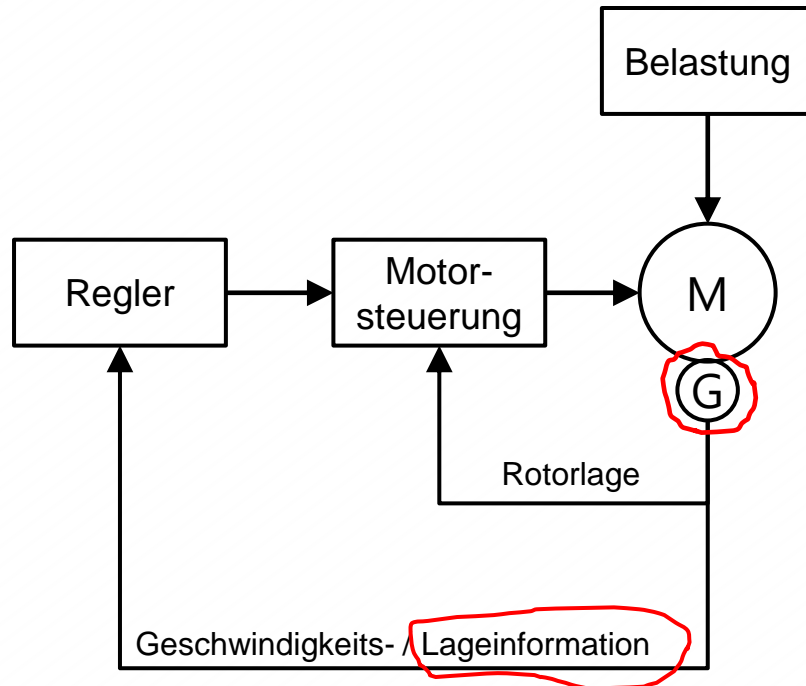 Belastung
Regler
Motor-
steuerung
M
G
Rotorlage
Geschwindigkeits- / Lageinformation